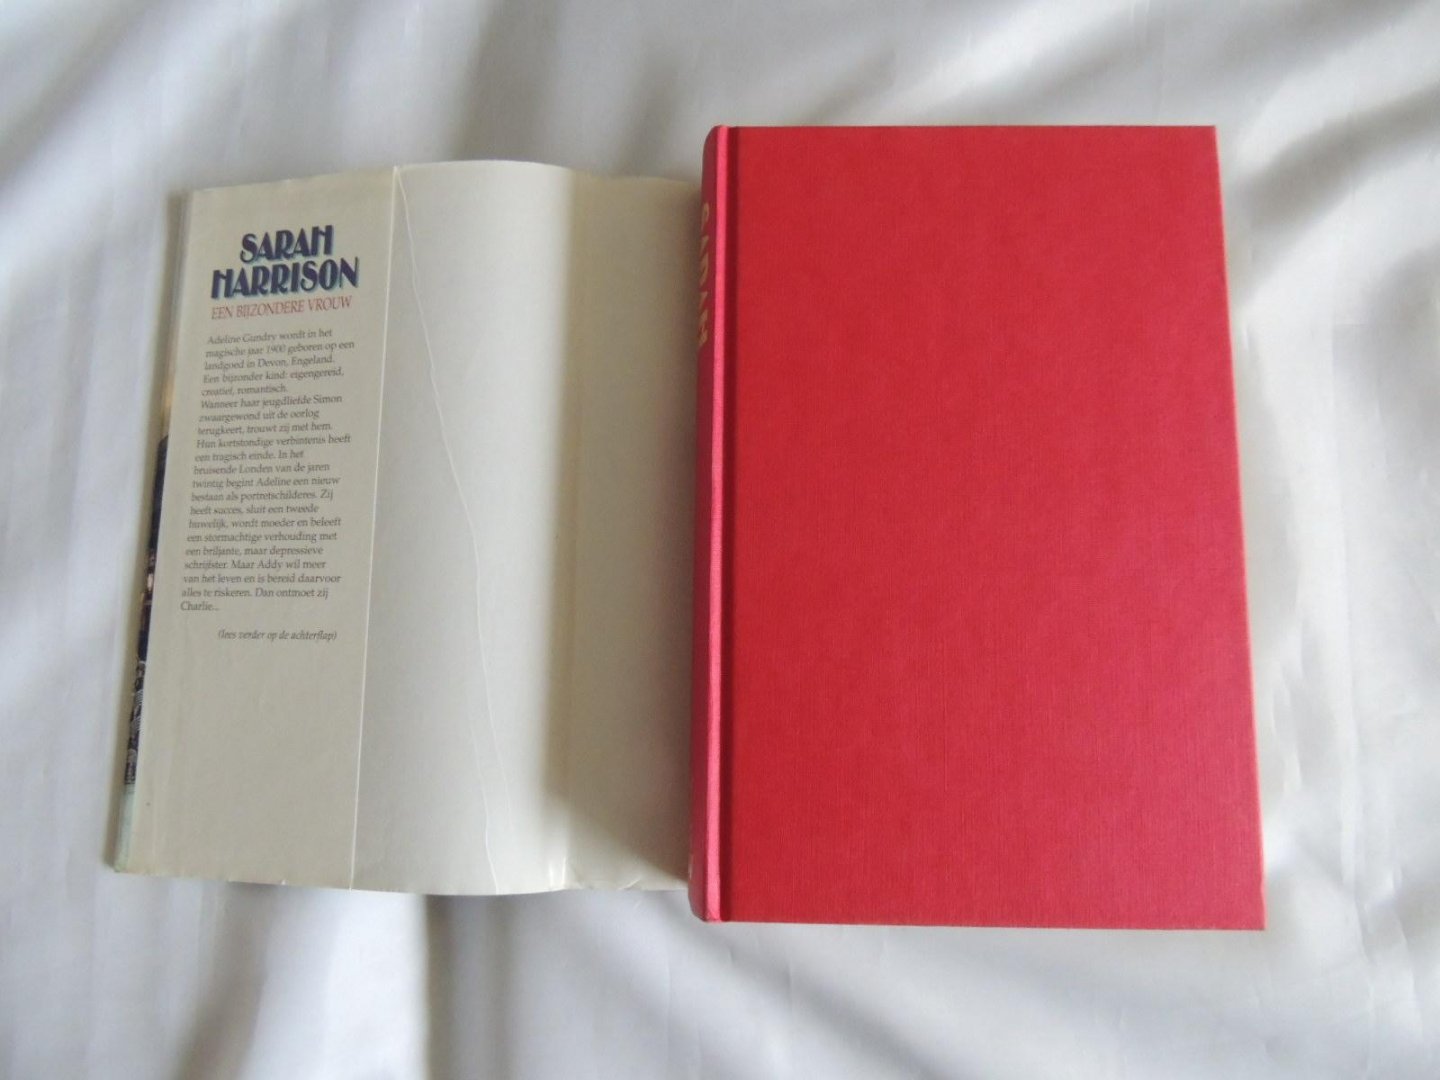 SARAH
HARRISON
EEN BIJZONDERE VROUW
Adeline Gundry wordt in het
magische jaar 1900 geboren op een
landgoed in Devon, Engeland.
Een bijzonder kind: eigengereid,
creatief, romantisch.
Wanneer haar jeugdliefde Simon
zwaargewond uit de oorlog
terugkeert, trouwt zij met hem.
Hun kortstondige verbintenis heeft
een tragisch einde. In het
bruisende Londen van de jaren
twintig begint Adeline een nieuw
bestaan als portretschilderes. Zij
heeft succes, sluit een tweede
huwelijk, wordt moeder en beleeft
een stormachtige verhouding met
een briljante, maar depressieve
schrijfster. Maar Addy wil meer
van het leven en is bereid daarvoor
alles te riskeren. Dan ontmoet zij
Charlie...
(lees verder op de achterflap)
SARAH